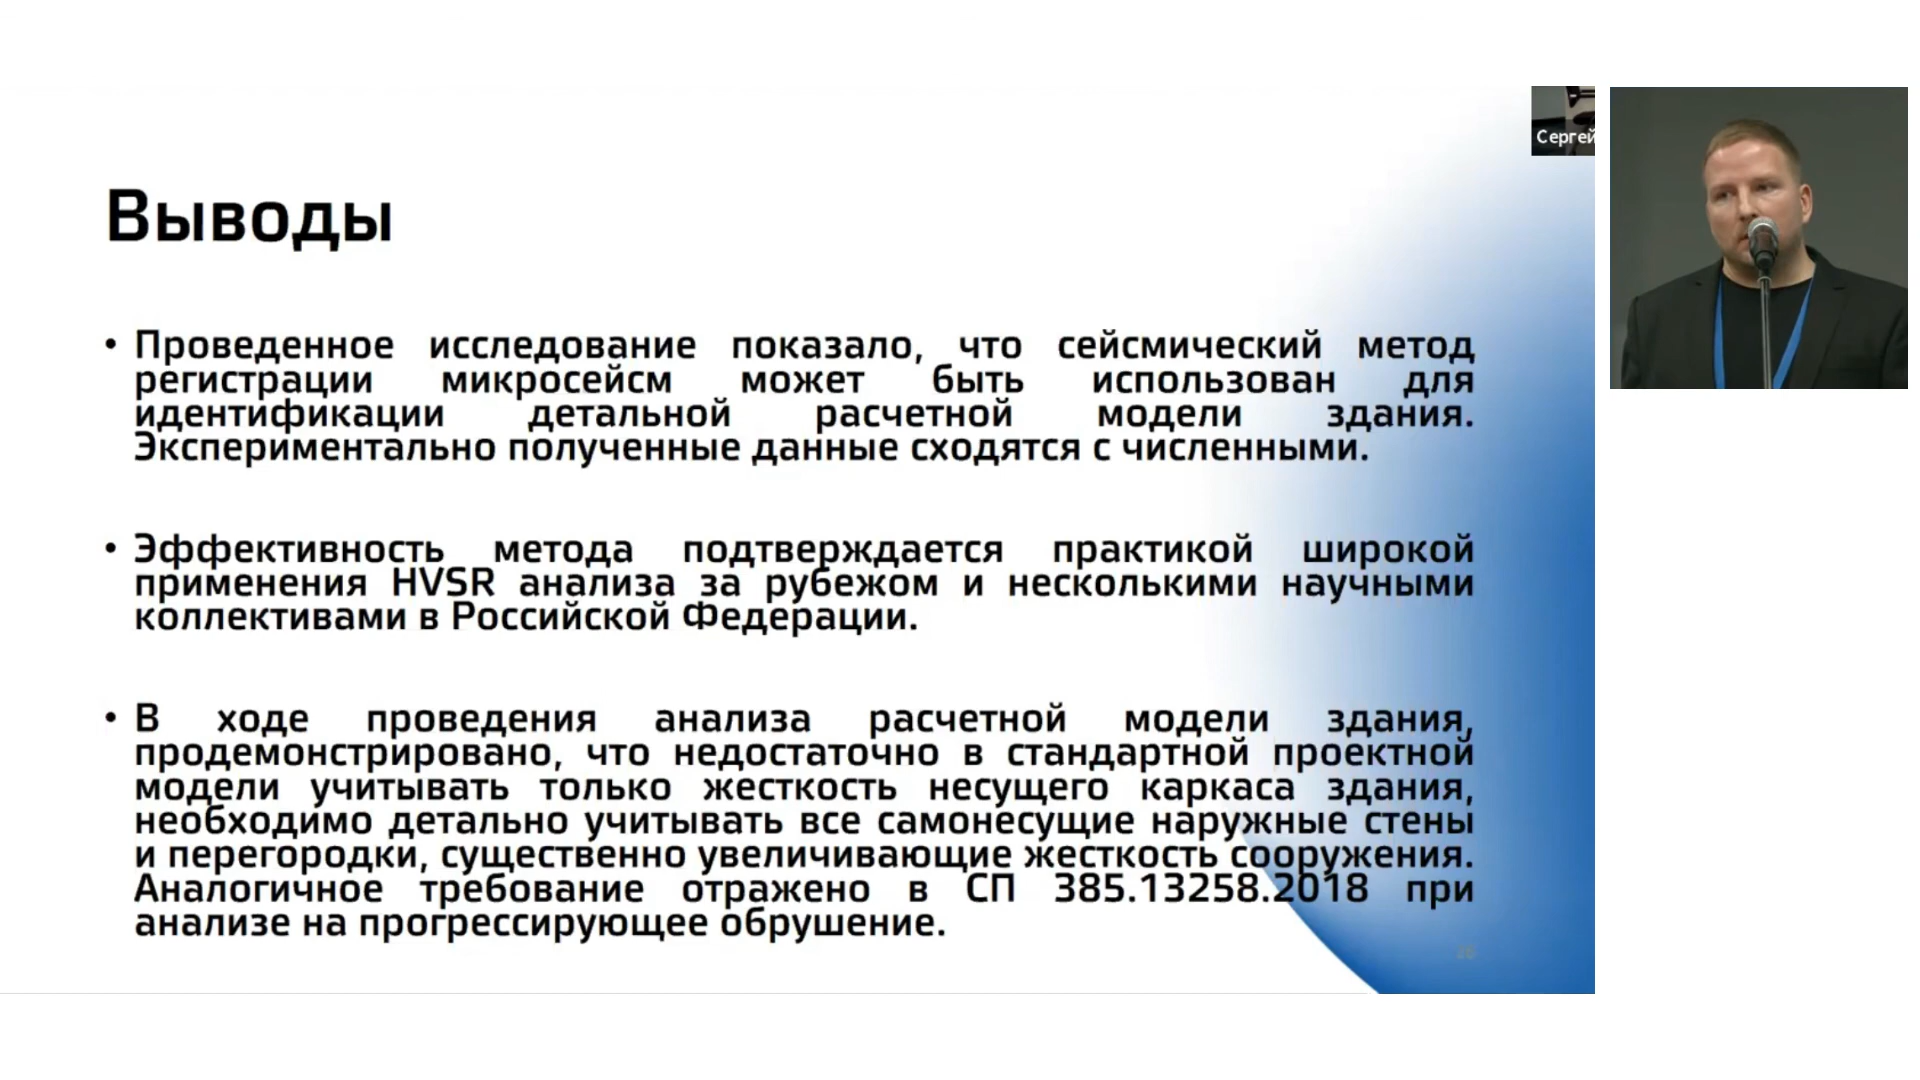 Сергей
Выводы
• Проведенное исследование показало, что сейсмический метод
регистрации микросейсм может быть использован для
идентификации детальной расчетной модели здания.
Экспериментально полученные данные сходятся с численными.
• Эффективность метода подтверждается практикой широкой
применения HVSR анализа за рубежом и несколькими научными
коллективами в Российской Федерации.
• В ходе проведения анализа расчетной модели здания,
продемонстрировано, что недостаточно в стандартной проектной
модели учитывать только жесткость несущего каркаса здания,
необходимо детально учитывать все самонесущие наружные стены
и перегородки, существенно увеличивающие жесткость сооружения.
Аналогичное требование отражено в СП 385.13258.2018 при
анализе на прогрессирующее обрушение.